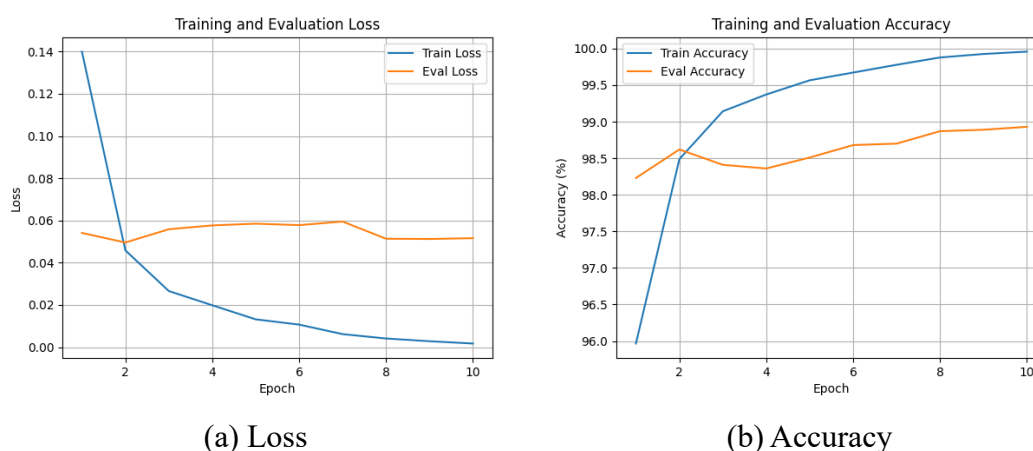 Training and Evaluation Loss
Train Loss
Eval Loss
0.14
0.12
0.10
0.08
0.06
0.04
0.02
0.00
Loss
2 4 6 8 10
Epoch
(a) Loss
Training and Evaluation Accuracy
Train Accuracy
Eval Accuracy
100.0
99.5
99.0
98.5
98.0
97.5
97.0
96.5
96.0
Accuracy (%)
2 4 6 8 10
Epoch
(b) Accuracy